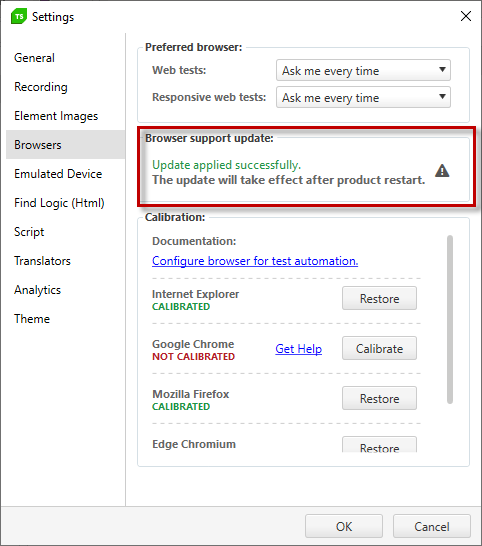 TS Settings
General
Recording
Element Images
Browsers
Emulated Device
Find Logic (Html)
Script
Translators
Analytics
Theme
Preferred browser:
Web tests: Ask me every time
Responsive web tests: Ask me every time
Browser support update:
Update applied successfully.
The update will take effect after product restart.
Calibration:
Documentation:
Configure browser for test automation.
Internet Explorer
CALIBRATED
Restore
Google Chrome
NOT CALIBRATED
Get Help
Calibrate
Mozilla Firefox
CALIBRATED
Restore
Edge Chromium
Restore
OK
Cancel